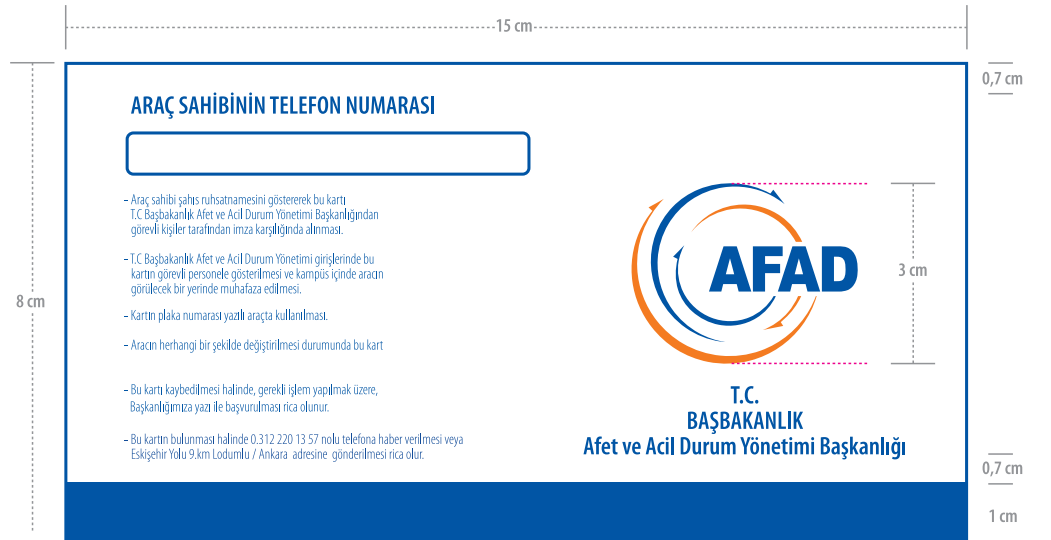 15 cm
0,7 cm
ARAÇ SAHİBİNİN TELEFON NUMARASI
- Araç sahibi şahıs ruhsatnamesini göstererek bu kartı
T.C Başbakanlık Afet ve Acil Durum Yönetimi Başkanlığından
görevli kişiler tarafından imza karşılığında alınması.
- T.C Başbakanlık Afet ve Acil Durum Yönetimi girişlerinde bu
kartın görevli personele gösterilmesi ve kampüs içinde aracın
görülecek bir yerinde muhafaza edilmesi.
- Kartın plaka numarası yazılı araçta kullanılması.
- Aracın herhangi bir şekilde değiştirilmesi durumunda bu kart
- Bu kartı kaybedilmesi halinde, gerekli işlem yapılmak üzere,
Başkanlığımıza yazı ile başvurulması rica olunur.
- Bu kartın bulunması halinde 0.312 220 13 57 nolu telefona haber verilmesi veya
Eskişehir Yolu 9.km Lodumlu / Ankara adresine gönderilmesi rica olur.
8 cm
AFAD
3 cm
T.C.
BAŞBAKANLIK
Afet ve Acil Durum Yönetimi Başkanlığı
0,7 cm
1 cm